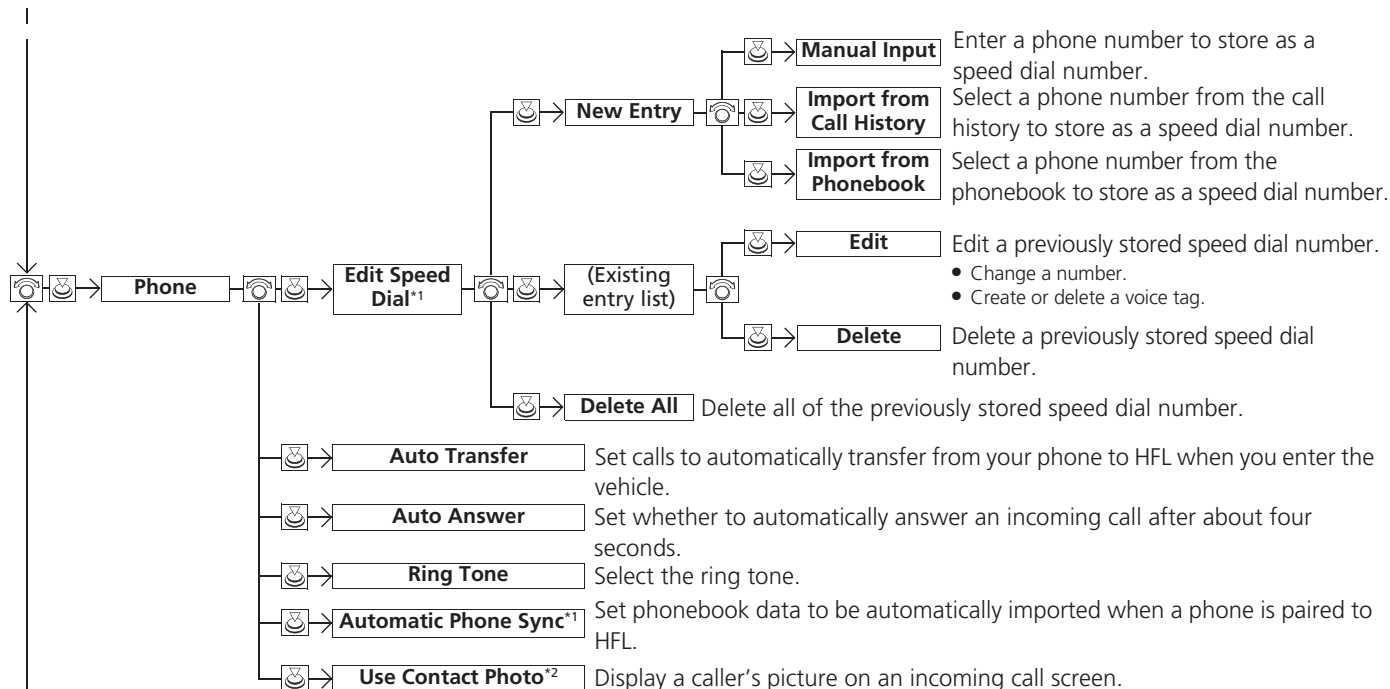 Manual Input
Enter a phone number to store as a
speed dial number.
New Entry
Import from
Call History
Select a phone number from the call
history to store as a speed dial number.
Import from
Phonebook
Select a phone number from the
phonebook to store as a speed dial number.
Phone
Edit Speed
Dial*1
(Existing
entry list)
Edit
Edit a previously stored speed dial number.
● Change a number.
● Create or delete a voice tag.
Delete
Delete a previously stored speed dial
number.
Delete All
Delete all of the previously stored speed dial number.
Auto Transfer
Set calls to automatically transfer from your phone to HFL when you enter the
vehicle.
Auto Answer
Set whether to automatically answer an incoming call after about four
seconds.
Ring Tone
Select the ring tone.
Automatic Phone Sync*1
Set phonebook data to be automatically imported when a phone is paired to
HFL.
Use Contact Photo*2
Display a caller's picture on an incoming call screen.